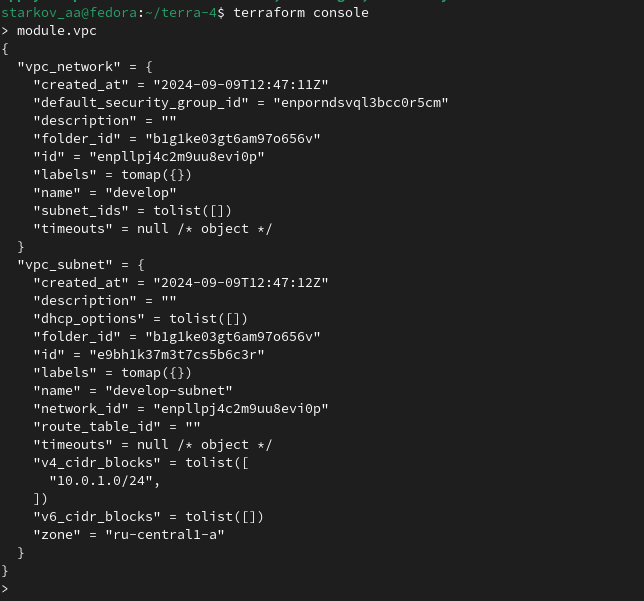 starkov_aa@fedora:~/terra-4$ terraform console
> module.vpc
{
  "vpc_network" = {
    "created_at" = "2024-09-09T12:47:11Z"
    "default_security_group_id" = "enporndsvql3bcc0r5cm"
    "description" = ""
    "folder_id" = "b1g1ke03gt6am97o656v"
    "id" = "enpllpj4c2m9uu8evi0p"
    "labels" = tomap({})
    "name" = "develop"
    "subnet_ids" = tolist([])
    "timeouts" = null /* object */
  }
  "vpc_subnet" = {
    "created_at" = "2024-09-09T12:47:12Z"
    "description" = ""
    "dhcp_options" = tolist([])
    "folder_id" = "b1g1ke03gt6am97o656v"
    "id" = "e9bh1k37m3t7cs5b6c3r"
    "labels" = tomap({})
    "name" = "develop-subnet"
    "network_id" = "enpllpj4c2m9uu8evi0p"
    "route_table_id" = ""
    "timeouts" = null /* object */
    "v4_cidr_blocks" = tolist([
      "10.0.1.0/24",
    ])
    "v6_cidr_blocks" = tolist([])
    "zone" = "ru-central1-a"
  }
}
>